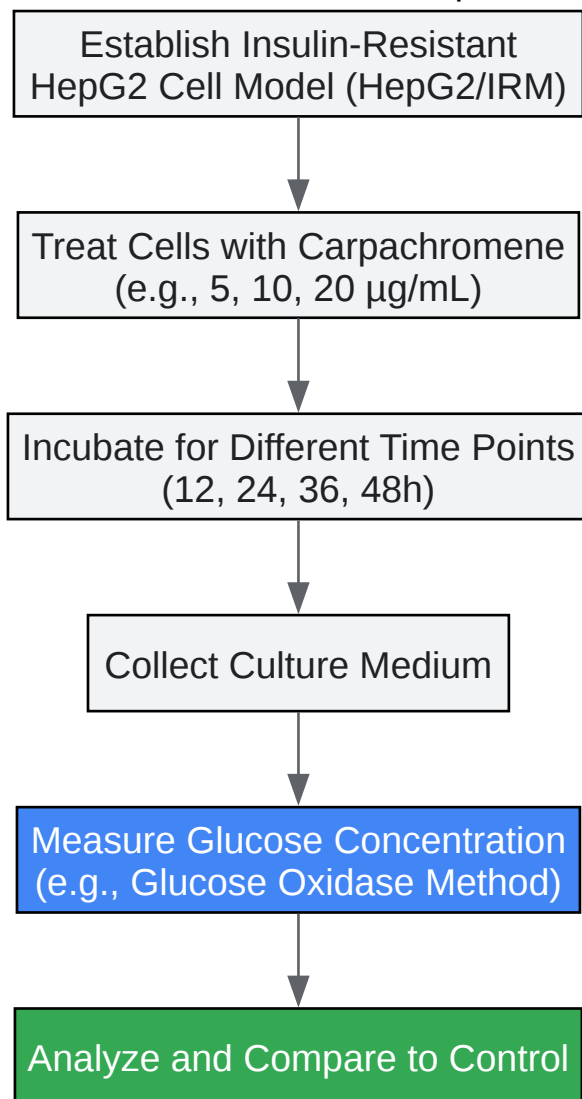 Establish Insulin-Resistant
HepG2 Cell Model (HepG2/IRM)
Treat Cells with Carpachromene
(e.g., 5, 10, 20 µg/mL)
Incubate for Different Time Points
(12, 24, 36, 48h)
Collect Culture Medium
Measure Glucose Concentration
(e.g., Glucose Oxidase Method)
Analyze and Compare to Control